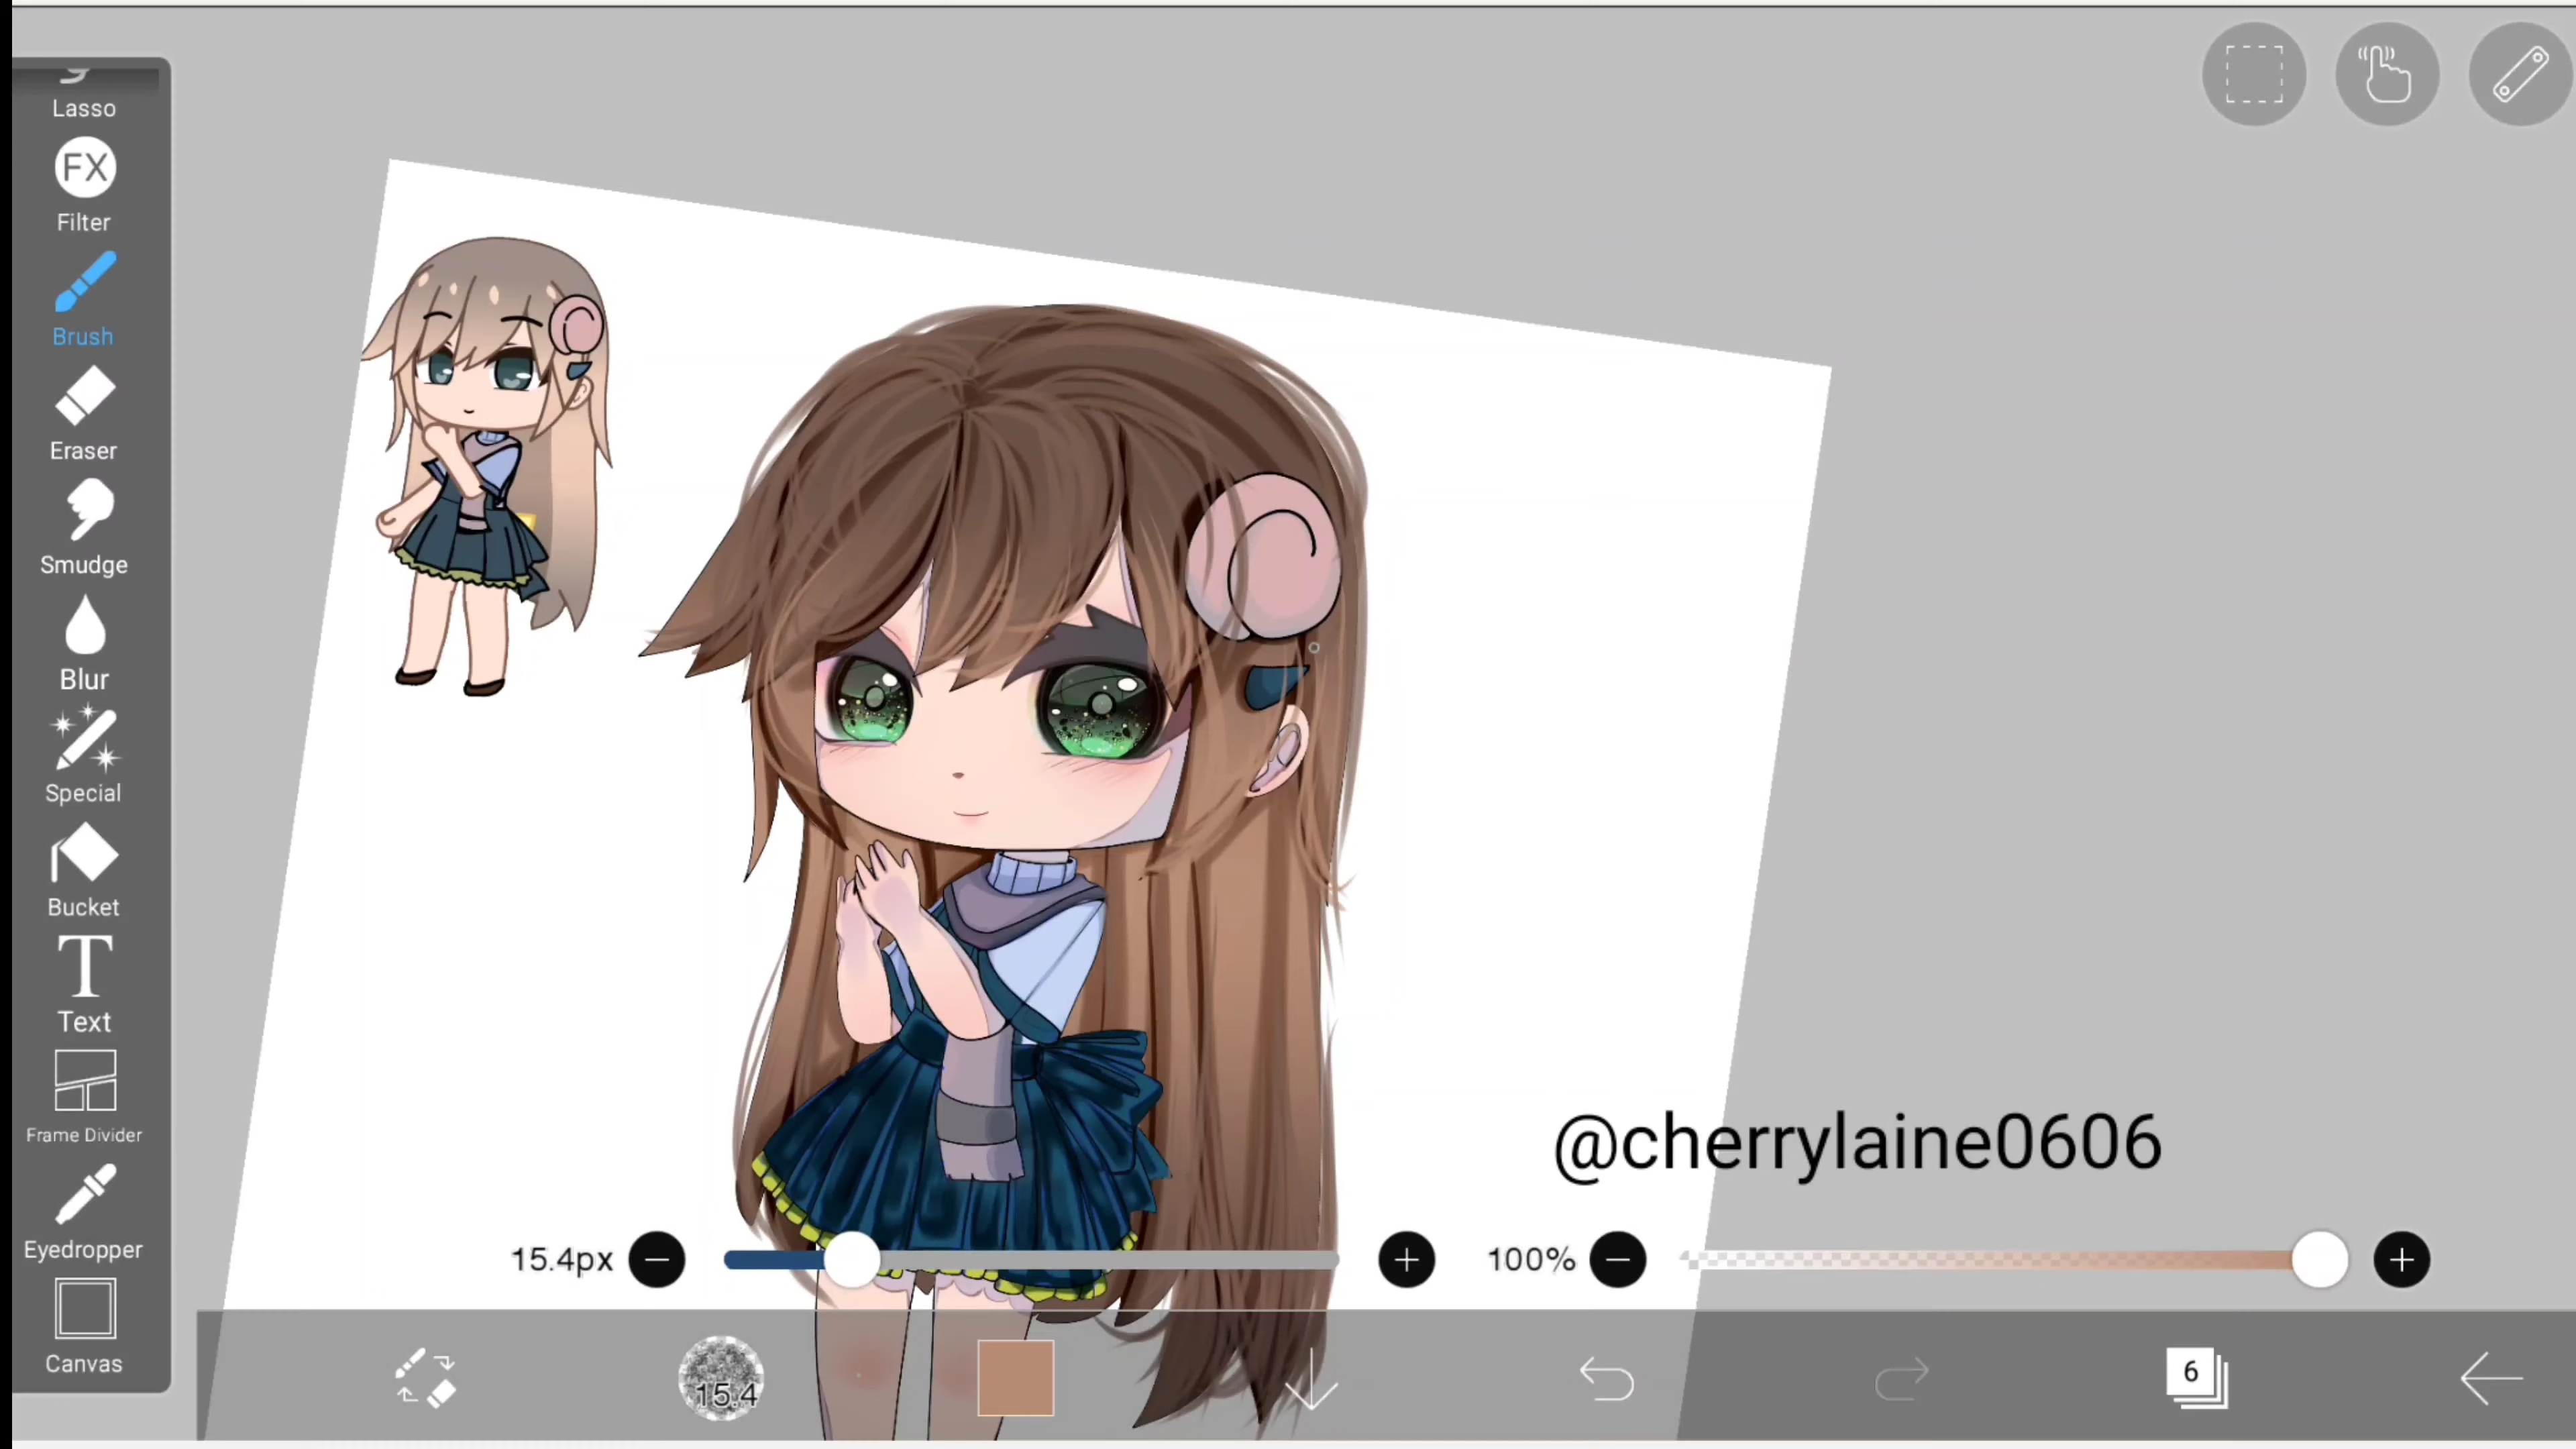 Lasso
FX
Filter
Brush
Eraser
Smudge
Blur
Special
Bucket
T
Text
Frame Divider
Eyedropper
Canvas
@cherrylaine0606
15.4px
100%
15.4
6